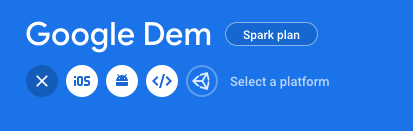 Google Dem
Spark plan
iOS
</>
Select a platform